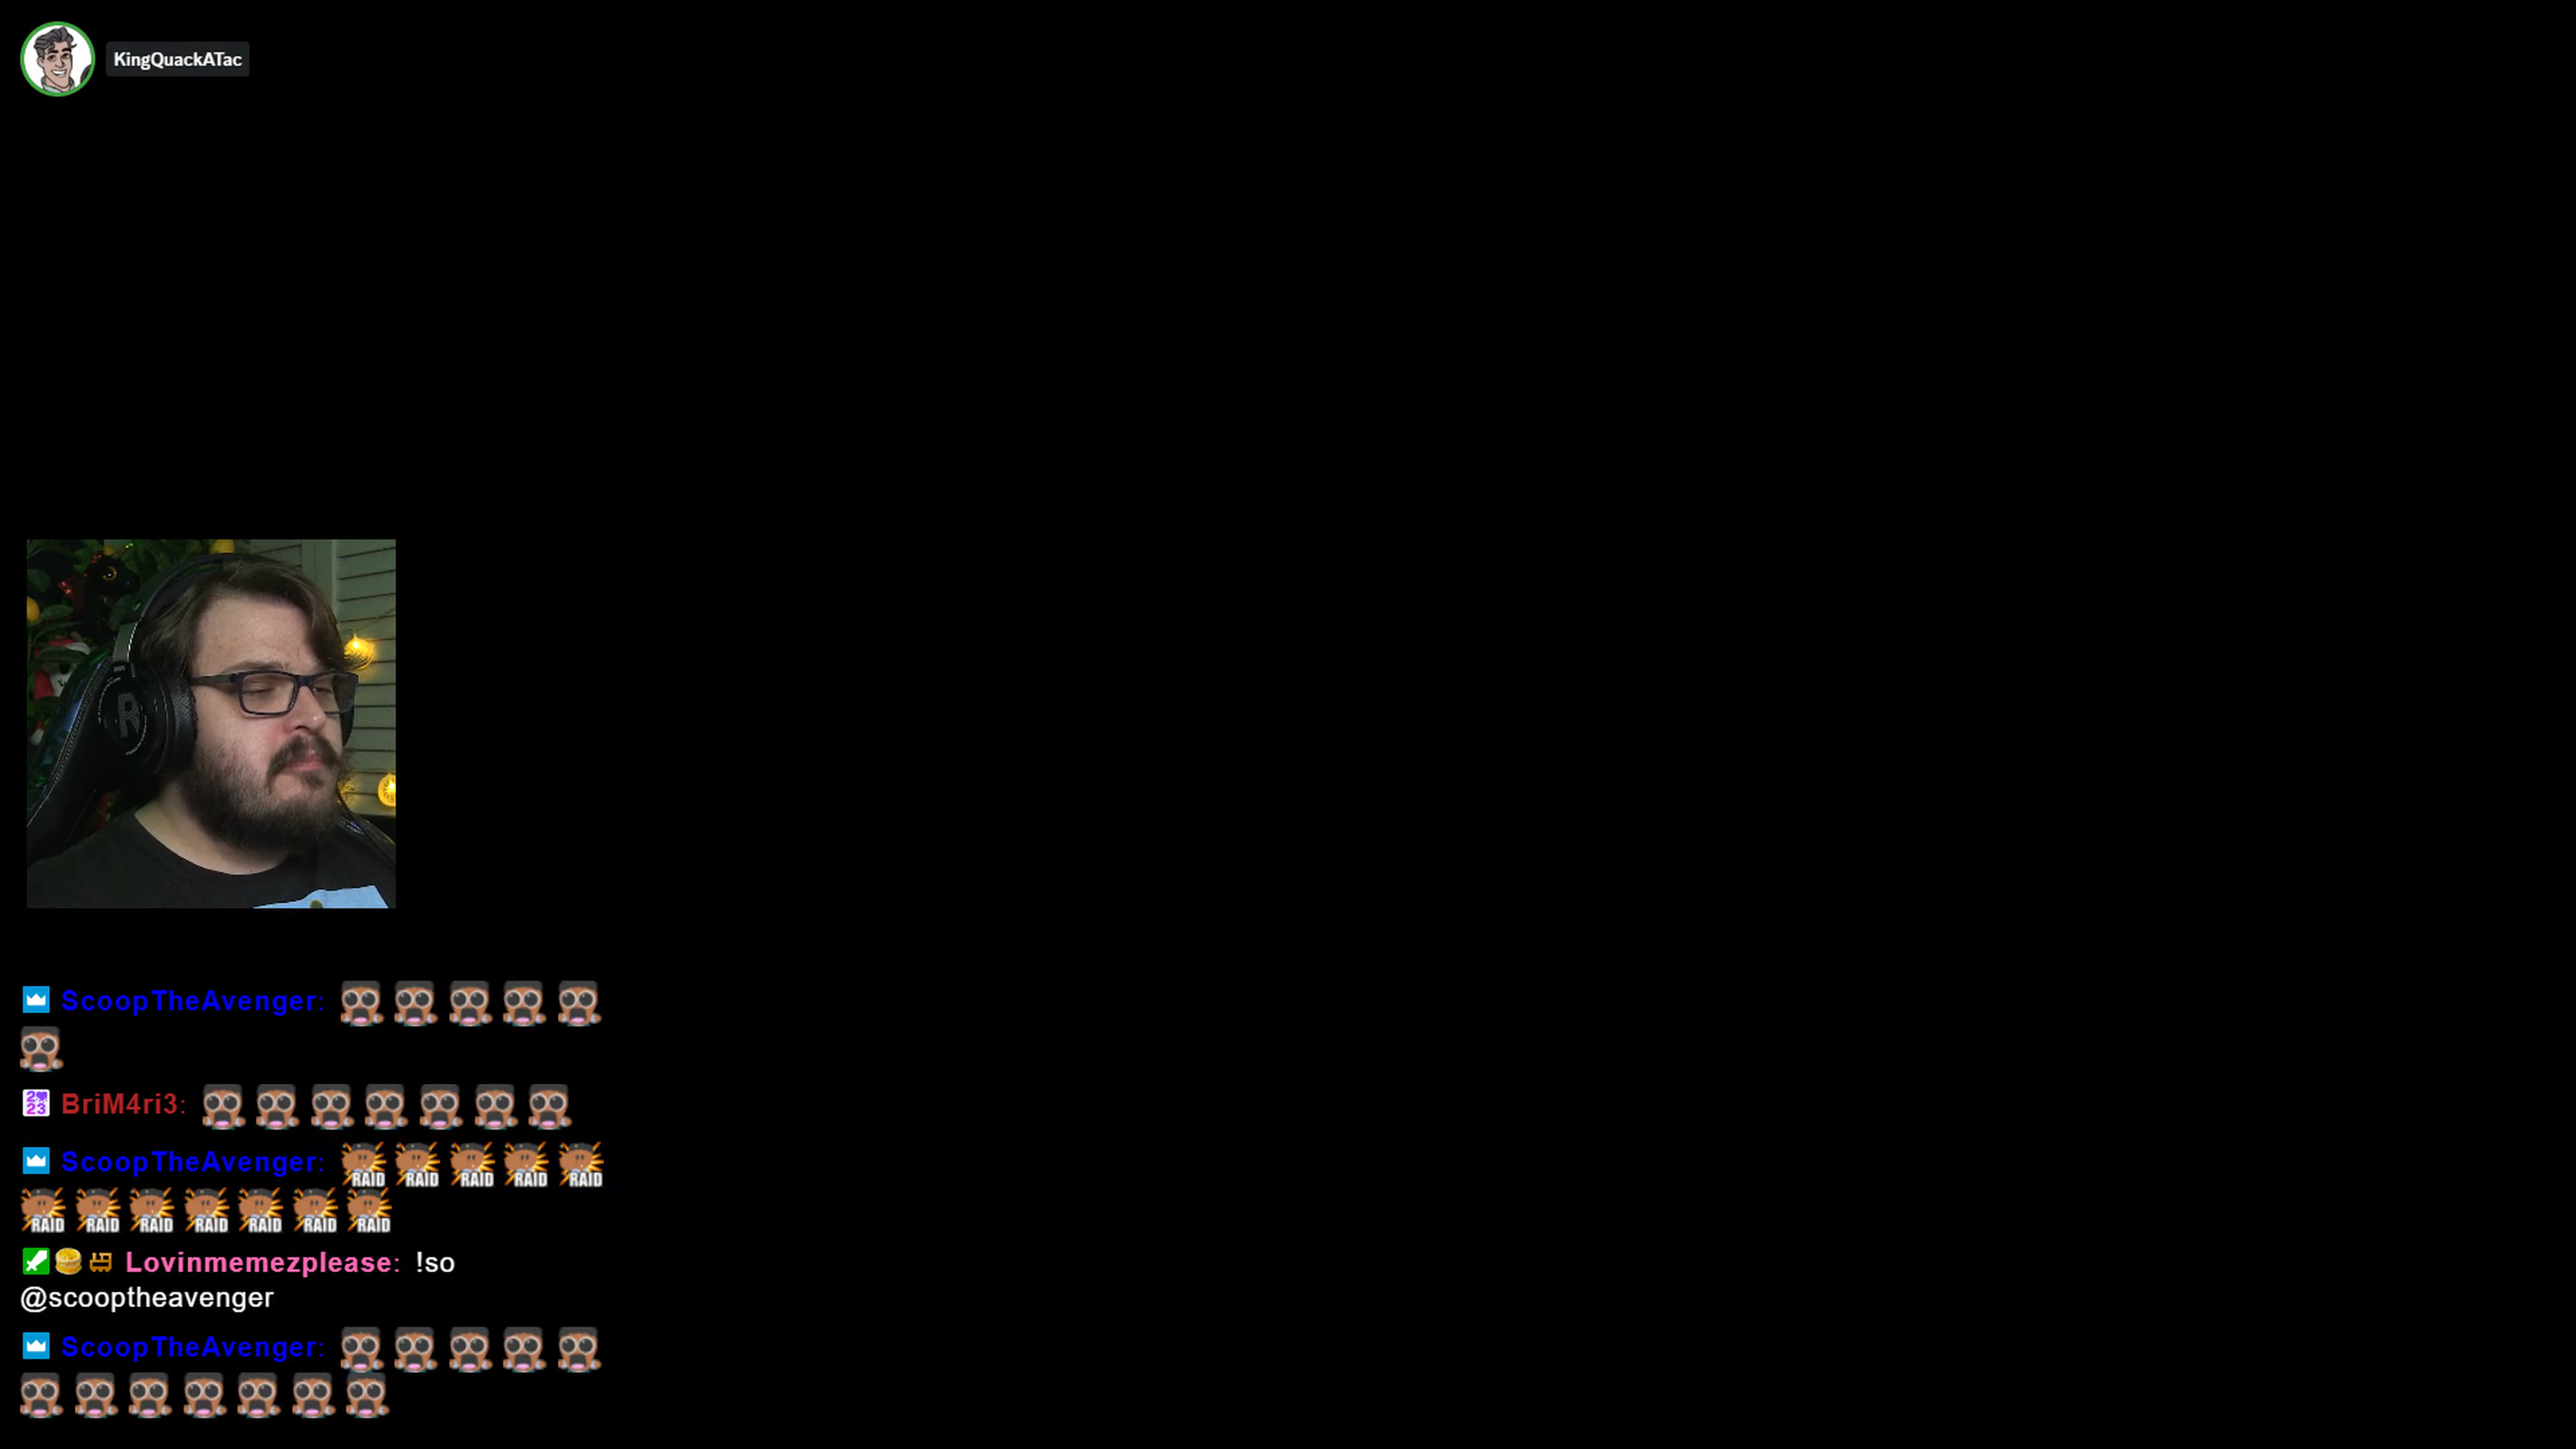 KingQuackATac
R
ScoopTheAvenger:
2023 BriM4ri3:
ScoopTheAvenger: RAID RAID RAID RAID RAID
RAID RAID RAID RAID RAID RAID RAID
Lovinmemezplease: !so
@scooptheavenger
ScoopTheAvenger: